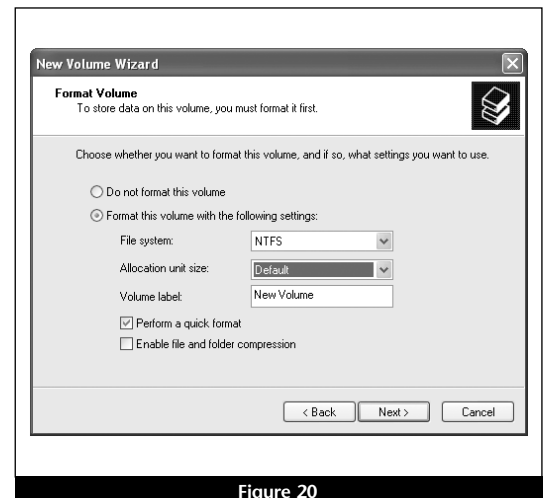 New Volume Wizard
Format Volume
To store data on this volume, you must format it first.
Choose whether you want to format this volume, and if so, what settings you want to use.
Do not format this volume
Format this volume with the following settings:
File system: NTFS
Allocation unit size: Default
Volume label: New Volume
Perform a quick format
Enable file and folder compression
< Back Next > Cancel
Figure 20